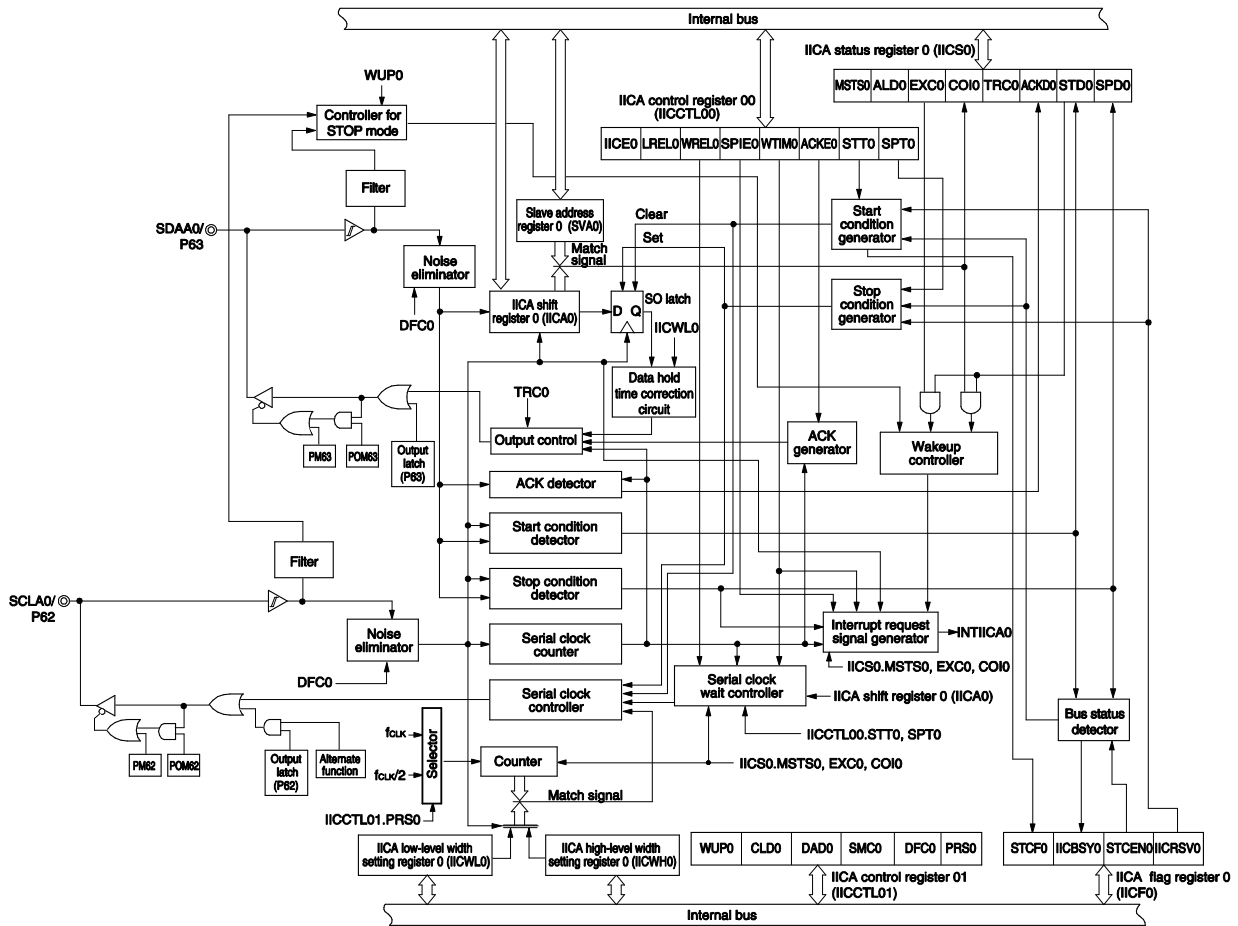 Internal bus
IICA status register 0 (IICS0)
WUP0
MSTS0 ALD0 EXC0 COI0 TRC0 ACKD0 STD0 SPD0
IICA control register 00
(IICCTL00)
Controller for
STOP mode
IICE0 LREL0 WREL0 SPIE0 WTIM0 ACKE0 STT0 SPT0
Filter
Slave address
register 0 (SVA0)
Clear
Set
Start
condition
generator
SDAA0/
P63
Noise
eliminator
Match
signal
DFC0
IICA shift
register 0 (IICA0)
D Q
SO latch
IICWL0
Stop
condition
generator
Data hold
time correction
circuit
TRC0
Output control
ACK
generator
Wakeup
controller
PM63
POM63
Output
latch
(P63)
ACK detector
Start condition
detector
Filter
Stop condition
detector
SCLA0/
P62
Noise
eliminator
Serial clock
counter
Interrupt request
signal generator
INTIICA0
DFC0
IICS0.MSTS0, EXC0, COI0
Serial clock
controller
Serial clock
wait controller
IICA shift register 0 (IICA0)
IICCTL00.STT0, SPT0
Bus status
detector
PM62
POM62
Output
latch
(P62)
Alternate
function
fCLK
fCLK/2
Selector
Counter
IICS0.MSTS0, EXC0, COI0
Match signal
IICCTL01.PRS0
IICA low-level width
setting register 0 (IICWL0)
IICA high-level width
setting register 0 (IICWH0)
WUP0 CLD0 DAD0 SMC0 DFC0 PRS0
STCF0 IICBSY0 STCEN0 IICRSV0
IICA control register 01
(IICCTL01)
IICA flag register 0
(IICF0)
Internal bus